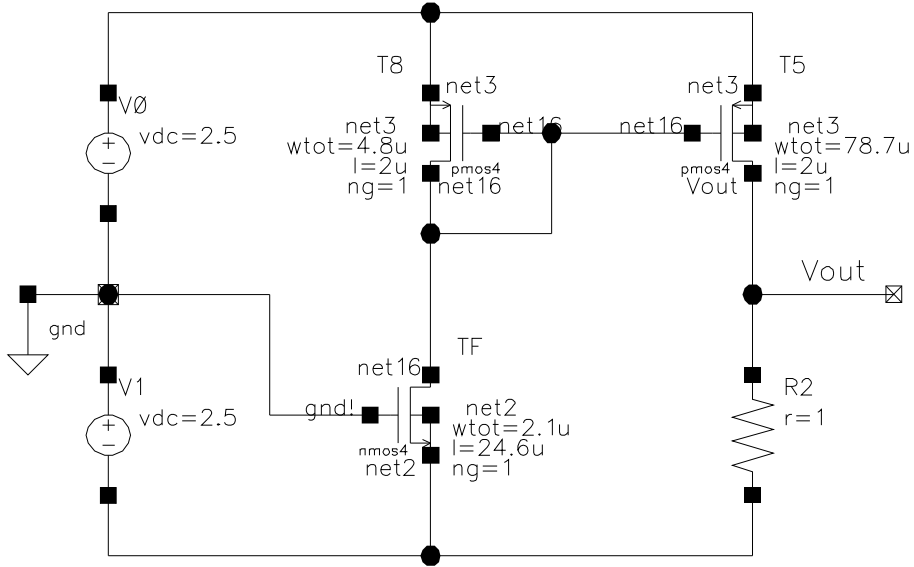 T8
T5
net3
net3
VØ
vdc=2.5
net3
net16
net16
net3
wtot=4.8u
wtot=78.7u
l=2u
pmos4
pmos4
l=2u
ng=1
net16
Vout
ng=1
Vout
gnd
TF
net16
V1
R2
vdc=2.5
gnd!
net2
r=1
wtot=2.1u
nmos4
l=24.6u
net2
ng=1